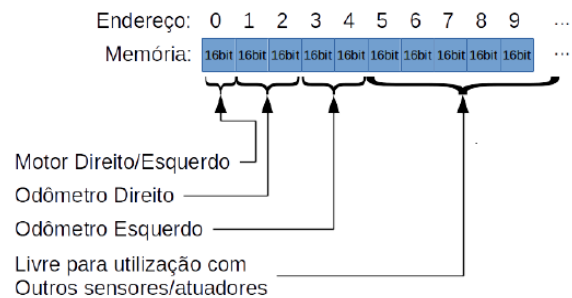 Endereço: 0 1 2 3 4 5 6 7 8 9 ...
Memória: 16bit 16bit 16bit 16bit 16bit 16bit 16bit 16bit 16bit 16bit ...
Motor Direito/Esquerdo
Odômetro Direito
Odômetro Esquerdo
Livre para utilização com
Outros sensores/atuadores